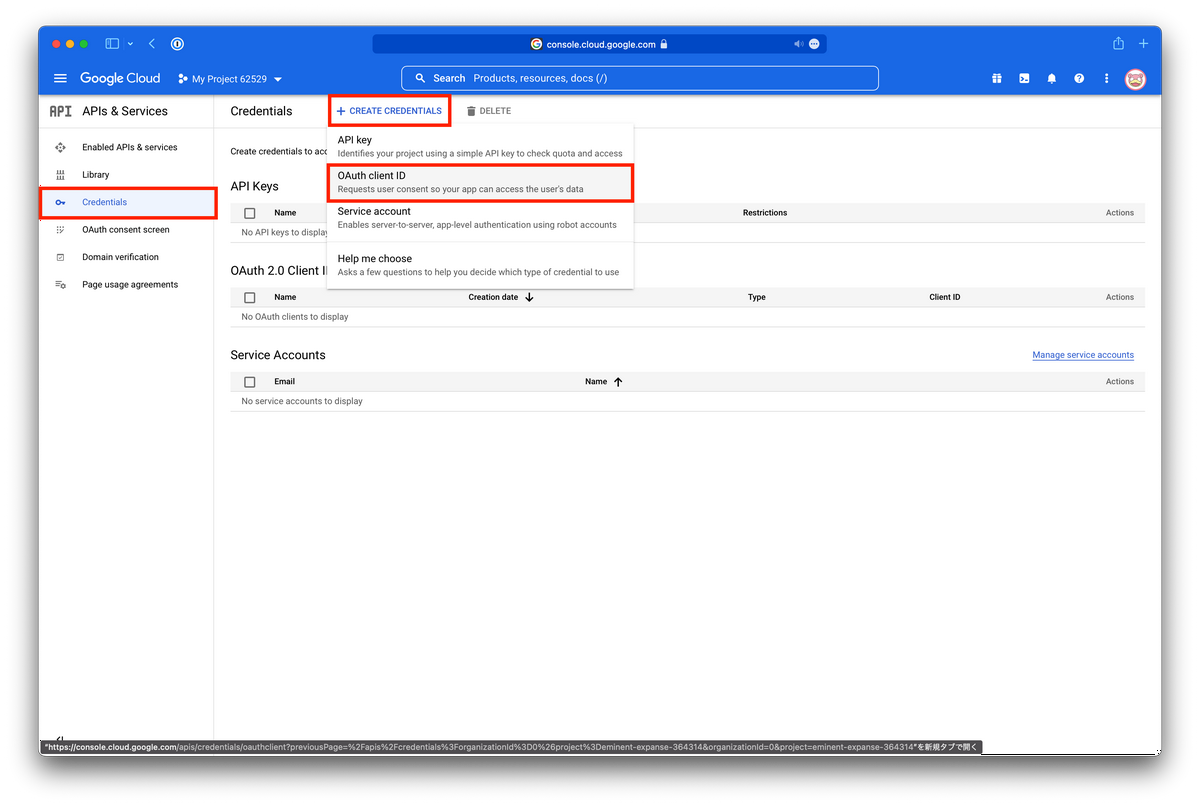 console.cloud.google.com
Google Cloud
My Project 62529
Search Products, resources, docs (/)
API APIs & Services
Credentials
+ CREATE CREDENTIALS
DELETE
Enabled APIs & services
Library
Credentials
OAuth consent screen
Domain verification
Page usage agreements
Create credentials to acc
API key
Identifies your project using a simple API key to check quota and access
OAuth client ID
Requests user consent so your app can access the user's data
Service account
Enables server-to-server, app-level authentication using robot accounts
Help me choose
Asks a few questions to help you decide which type of credential to use
API Keys
Name Restrictions Actions
No API keys to display
OAuth 2.0 Client I
Name Creation date Type Client ID Actions
No OAuth clients to display
Service Accounts
Manage service accounts
Email Name Actions
No service accounts to display
"https://console.cloud.google.com/apis/credentials/oauthclient?previousPage=%2Fapis%2Fcredentials%3ForganizationId%3D0%26project%3Deminent-expanse-364314&organizationId=0&project=eminent-expanse-364314"を新規タブで開く